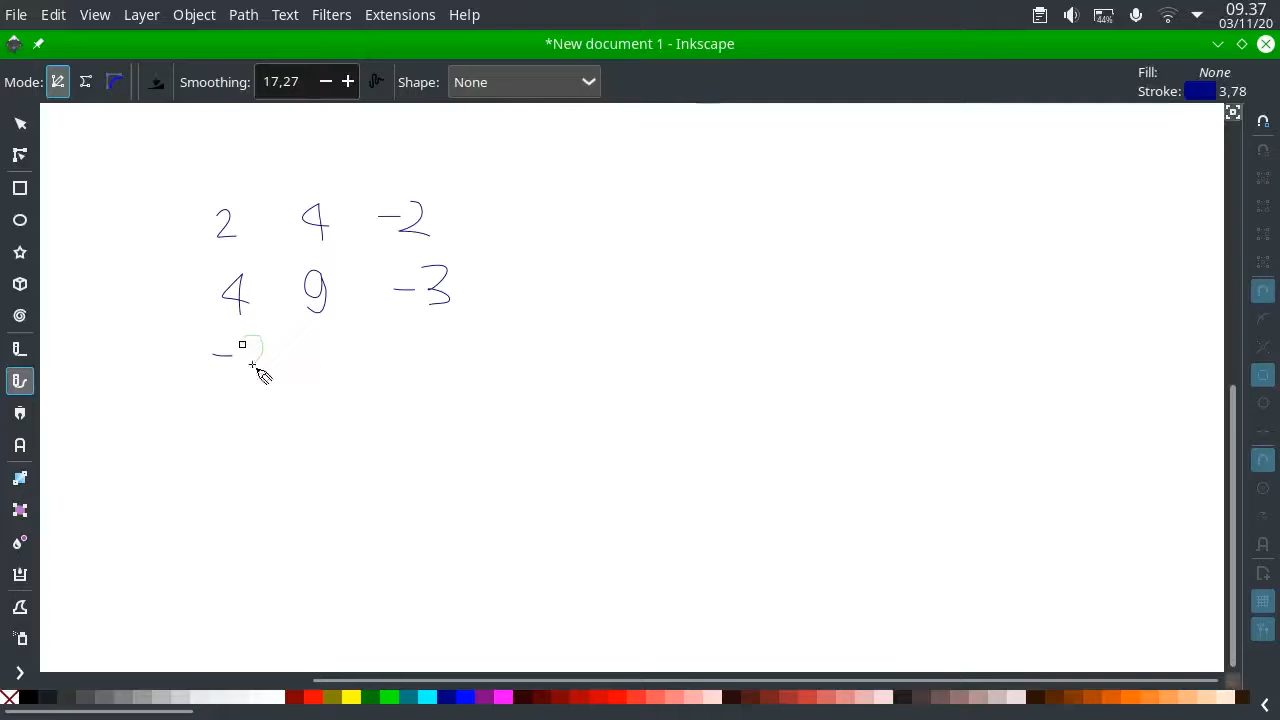 File Edit View Layer Object Path Text Filters Extensions Help
44%
09.37
03/11/20
*New document 1 - Inkscape
Mode: Smoothing: 17,27 Shape: None
Fill: None
Stroke: 3,78
2 4 -2
4 9 -3
-